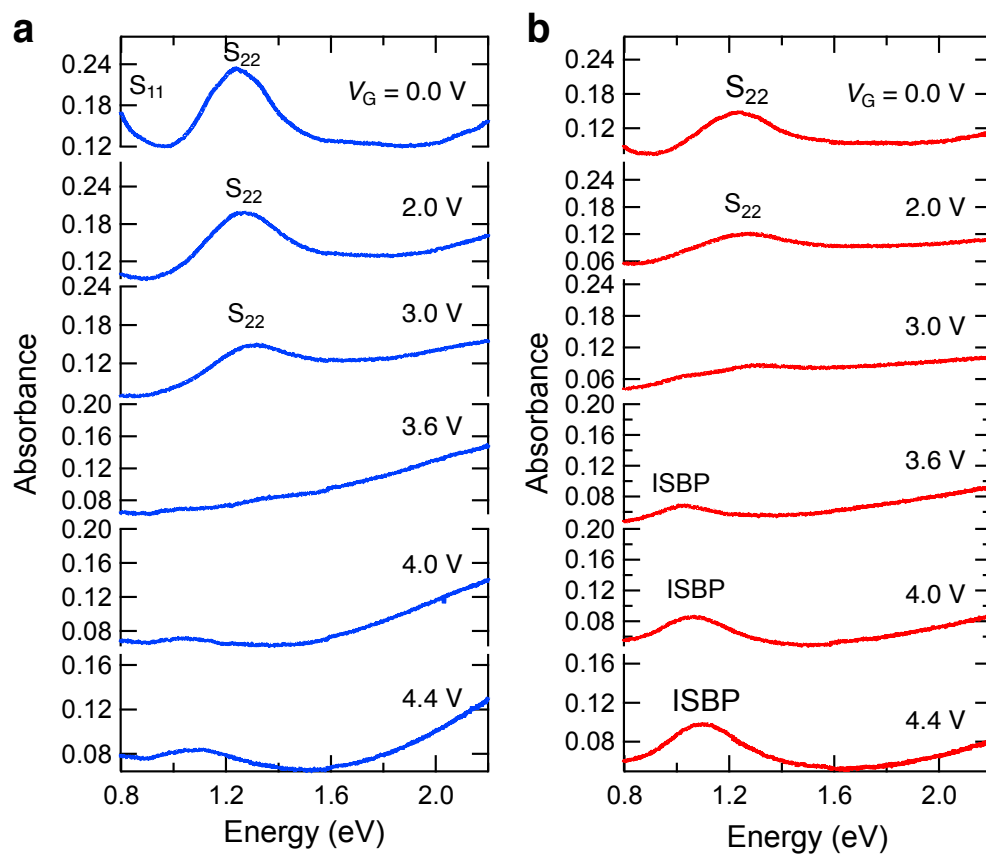 a
Absorbance
0.24
0.18
0.12
S11
S22
VG = 0.0 V
0.24
0.18
0.12
S22
2.0 V
0.24
0.12
S22
3.0 V
0.20
0.16
0.12
0.08
3.6 V
0.20
0.16
0.12
0.08
4.0 V
0.16
0.12
0.08
4.4 V
0.8 1.2 1.6 2.0
Energy (eV)
b
Absorbance
0.24
0.18
0.12
S22
VG = 0.0 V
0.24
0.18
0.12
0.06
S22
2.0 V
0.24
0.18
0.12
0.06
3.0 V
0.20
0.16
0.12
0.08
ISBP
3.6 V
0.20
0.16
0.12
0.08
ISBP
4.0 V
0.16
0.12
0.08
ISBP
4.4 V
0.8 1.2 1.6 2.0
Energy (eV)